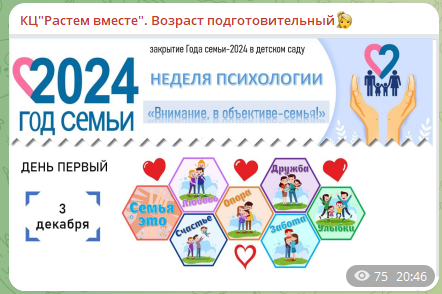 КЦ"Растем вместе". Возраст подготовительный
закрытие Года семьи-2024 в детском саду
2024
ГОД СЕМЬИ
НЕДЕЛЯ ПСИХОЛОГИИ
«Внимание, в объективе-семья!»
ДЕНЬ ПЕРВЫЙ
3
декабря
Семья
это
Любовь
Счастье
Опора
Дружба
Забота
Улыбки
75 20:46